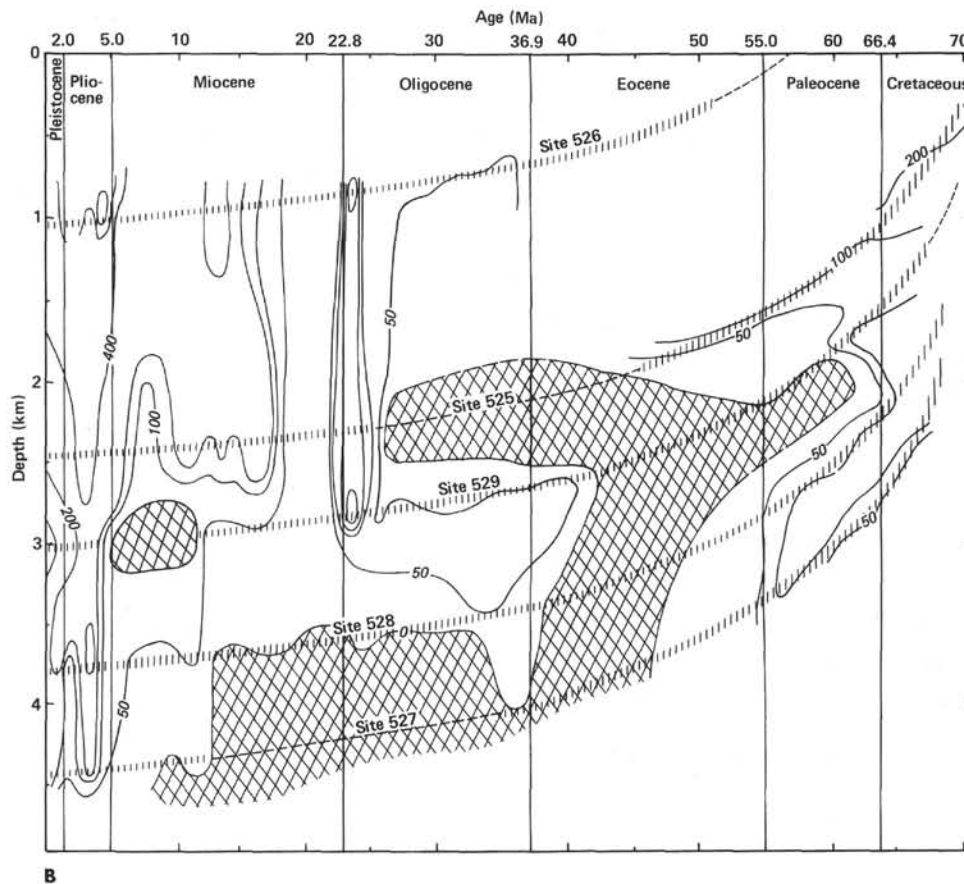 Age (Ma)
2.0 5.0 10 20 22.8 30 36.9 40 50 55.0 60 66.4 70
Pleistocene
Plio-
cene
Miocene
Oligocene
Eocene
Paleocene
Cretaceous
Depth (km)
0
1
2
3
4
Site 526
200
100
50
50
400
100
Site 525
Site 529
200
50
50
50
Site 528
0
50
Site 527
B